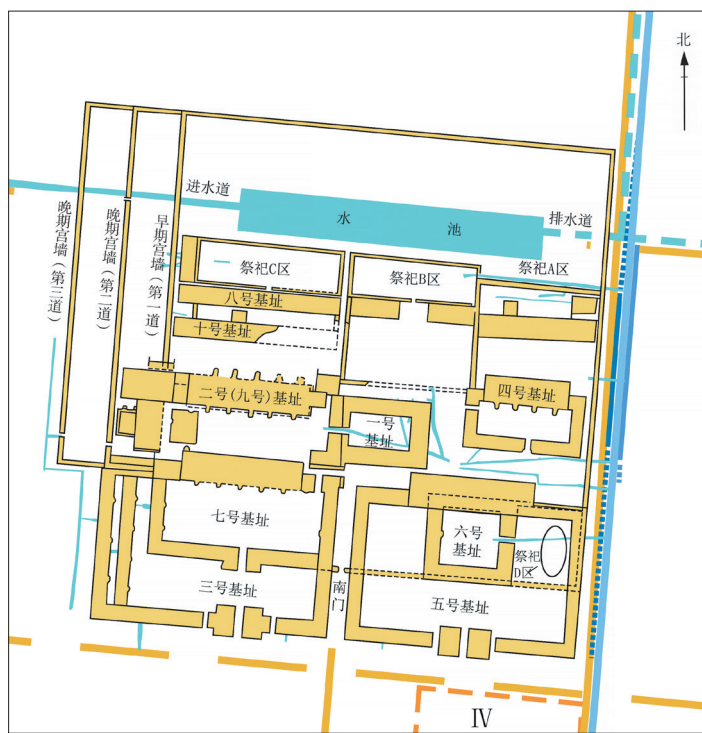 北
进水道
水池
排水道
晚期宫墙（第三道）
晚期宫墙（第二道）
早期宫墙（第一道）
祭祀C区
祭祀B区
祭祀A区
八号基址
十号基址
二号(九号)基址
一号
基址
四号基址
七号基址
六号
基址
祭祀
D区
三号基址
南门
五号基址
Ⅳ